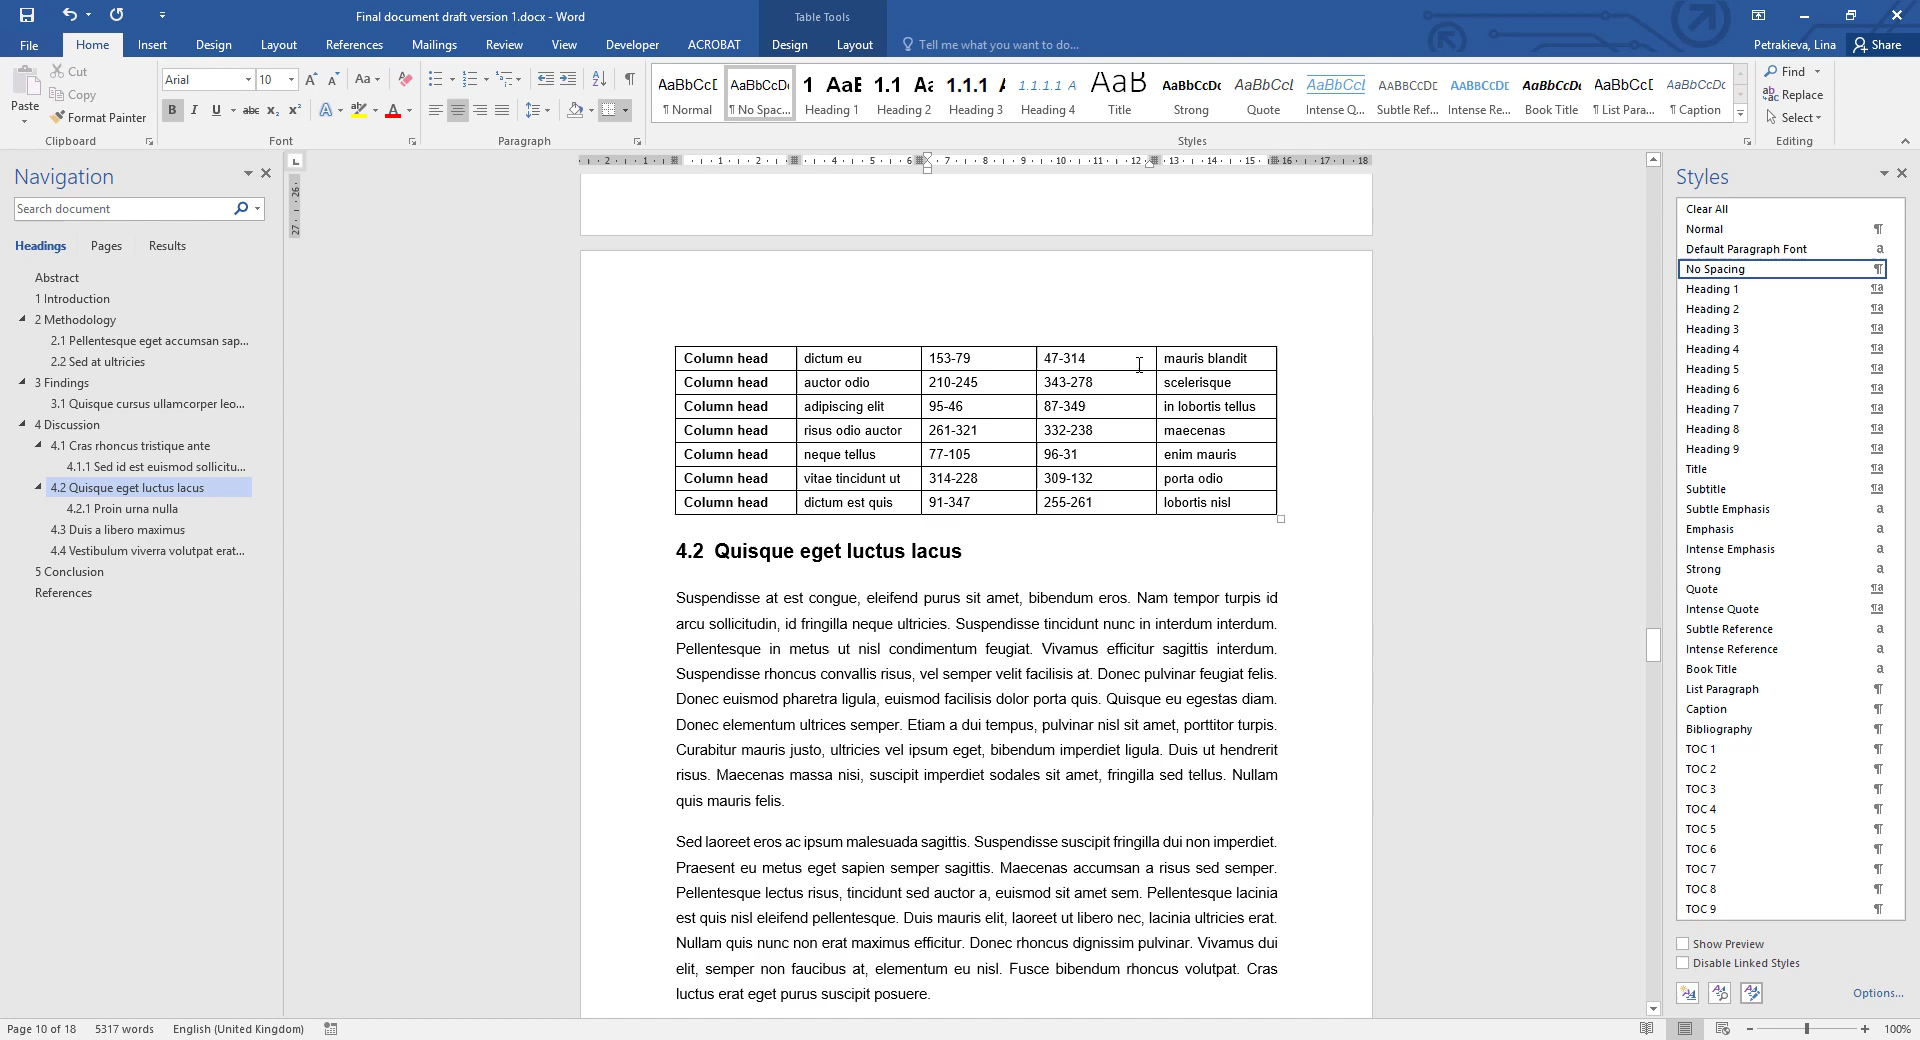 Final document draft version 1.docx - Word
Table Tools
File Home Insert Design Layout References Mailings Review View Developer ACROBAT Design Layout Tell me what you want to do... Petrakieva, Lina Share
Paste
Cut
Copy
Format Painter
Clipboard
Arial 10
Font
Paragraph
AaBbCcI ¶ Normal
AaBbCcDc ¶ No Spac...
1 AaE Heading 1
1.1 Aa Heading 2
1.1.1 Heading 3
1.1.1.1 A Heading 4
AaB Title
AaBbCcDc Strong
AaBbCcI Quote
AaBbCcI Intense Q...
AABBCCDE Subtle Ref...
AABBCCDE Intense Re...
AaBbCcDc Book Title
AaBbCcI ¶ List Para...
AaBbCcDc ¶ Caption
Styles
Find
Replace
Select
Editing
Navigation
Search document
Headings Pages Results
Abstract
1 Introduction
2 Methodology
2.1 Pellentesque eget accumsan sap...
2.2 Sed at ultricies
3 Findings
3.1 Quisque cursus ullamcorper leo...
4 Discussion
4.1 Cras rhoncus tristique ante
4.1.1 Sed id est euismod sollicitu...
4.2 Quisque eget luctus lacus
4.2.1 Proin urna nulla
4.3 Duis a libero maximus
4.4 Vestibulum viverra volutpat erat...
5 Conclusion
References
Column head dictum eu 153-79 47-314 mauris blandit
Column head auctor odio 210-245 343-278 scelerisque
Column head adipiscing elit 95-46 87-349 in lobortis tellus
Column head risus odio auctor 261-321 332-238 maecenas
Column head neque tellus 77-105 96-31 enim mauris
Column head vitae tincidunt ut 314-228 309-132 porta odio
Column head dictum est quis 91-347 255-261 lobortis nisl
4.2 Quisque eget luctus lacus
Suspendisse at est congue, eleifend purus sit amet, bibendum eros. Nam tempor turpis id
arcu sollicitudin, id fringilla neque ultricies. Suspendisse tincidunt nunc in interdum interdum.
Pellentesque in metus ut nisl condimentum feugiat. Vivamus efficitur sagittis interdum.
Suspendisse rhoncus convallis risus, vel semper velit facilisis at. Donec pulvinar feugiat felis.
Donec euismod pharetra ligula, euismod facilisis dolor porta quis. Quisque eu egestas diam.
Donec elementum ultrices semper. Etiam a dui tempus, pulvinar nisl sit amet, porttitor turpis.
Curabitur mauris justo, ultricies vel ipsum eget, bibendum imperdiet ligula. Duis ut hendrerit
risus. Maecenas massa nisi, suscipit imperdiet sodales sit amet, fringilla sed tellus. Nullam
quis mauris felis.
Sed laoreet eros ac ipsum malesuada sagittis. Suspendisse suscipit fringilla dui non imperdiet.
Praesent eu metus eget sapien semper sagittis. Maecenas accumsan a risus sed semper.
Pellentesque lectus risus, tincidunt sed auctor a, euismod sit amet sem. Pellentesque lacinia
est quis nisl eleifend pellentesque. Duis mauris elit, laoreet ut libero nec, lacinia ultricies erat.
Nullam quis nunc non erat maximus efficitur. Donec rhoncus dignissim pulvinar. Vivamus dui
elit, semper non faucibus at, elementum eu nisl. Fusce bibendum rhoncus volutpat. Cras
luctus erat eget purus suscipit posuere.
Styles
Clear All
Normal
Default Paragraph Font
No Spacing
Heading 1
Heading 2
Heading 3
Heading 4
Heading 5
Heading 6
Heading 7
Heading 8
Heading 9
Title
Subtitle
Subtle Emphasis
Emphasis
Intense Emphasis
Strong
Quote
Intense Quote
Subtle Reference
Intense Reference
Book Title
List Paragraph
Caption
Bibliography
TOC 1
TOC 2
TOC 3
TOC 4
TOC 5
TOC 6
TOC 7
TOC 8
TOC 9
Show Preview
Disable Linked Styles
Options...
Page 10 of 18 5317 words English (United Kingdom) 100%